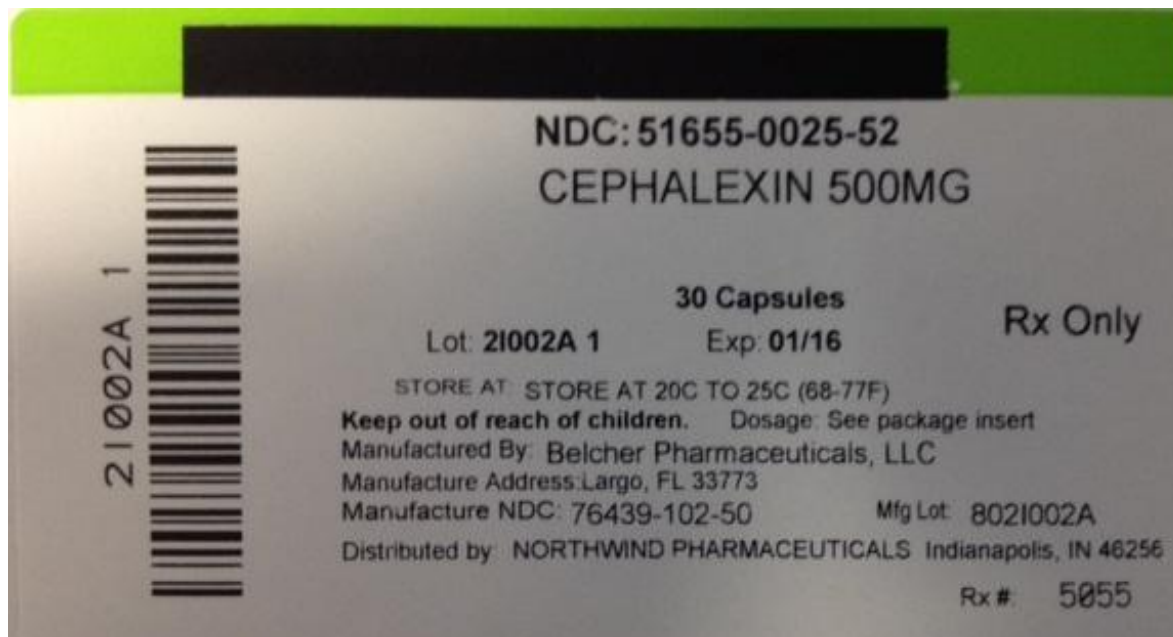 NDC: 51655-0025-52
CEPHALEXIN 500MG
30 Capsules
Rx Only
Lot: 2I002A 1 Exp: 01/16
STORE AT: STORE AT 20C TO 25C (68-77F)
Keep out of reach of children. Dosage: See package insert
Manufactured By: Belcher Pharmaceuticals, LLC
Manufacture Address:Largo, FL 33773
Manufacture NDC: 76439-102-50 Mfg Lot: 802I002A
Distributed by: NORTHWIND PHARMACEUTICALS Indianapolis, IN 46256
Rx #: 5055
2I002A 1